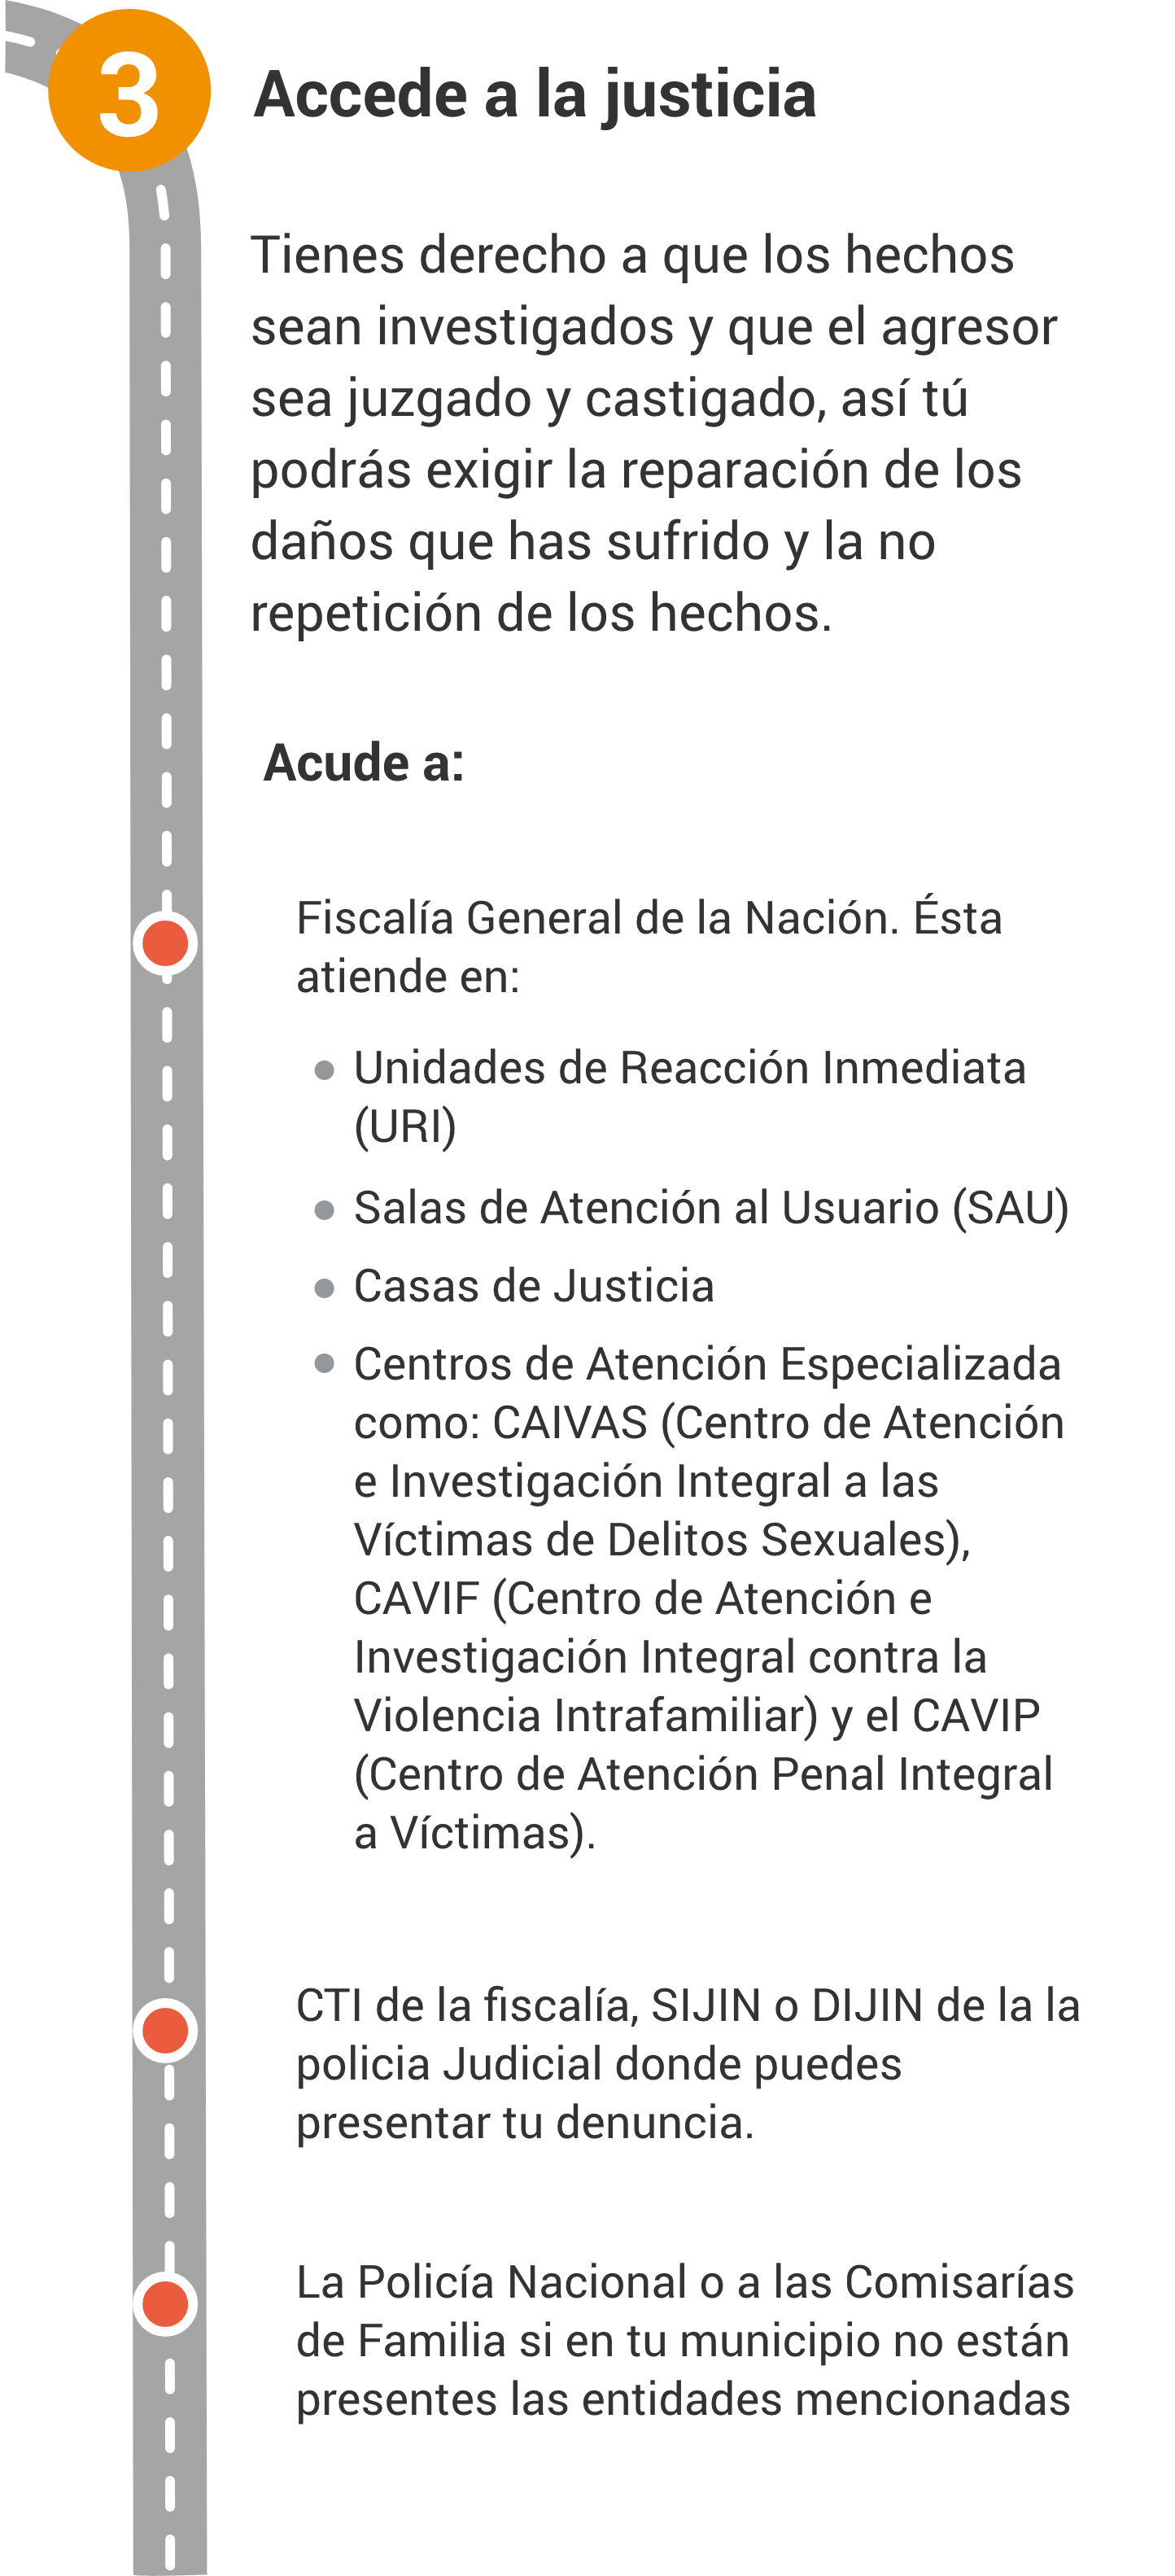 3
Accede a la justicia
Tienes derecho a que los hechos
sean investigados y que el agresor
sea juzgado y castigado, así tú
podrás exigir la reparación de los
daños que has sufrido y la no
repetición de los hechos.
Acude a:
Fiscalía General de la Nación. Ésta
atiende en:
Unidades de Reacción Inmediata
(URI)
Salas de Atención al Usuario (SAU)
Casas de Justicia
Centros de Atención Especializada
como: CAIVAS (Centro de Atención
e Investigación Integral a las
Víctimas de Delitos Sexuales),
CAVIF (Centro de Atención e
Investigación Integral contra la
Violencia Intrafamiliar) y el CAVIP
(Centro de Atención Penal Integral
a Víctimas).
CTI de la fiscalía, SIJIN o DIJIN de la la
policia Judicial donde puedes
presentar tu denuncia.
La Policía Nacional o a las Comisarías
de Familia si en tu municipio no están
presentes las entidades mencionadas